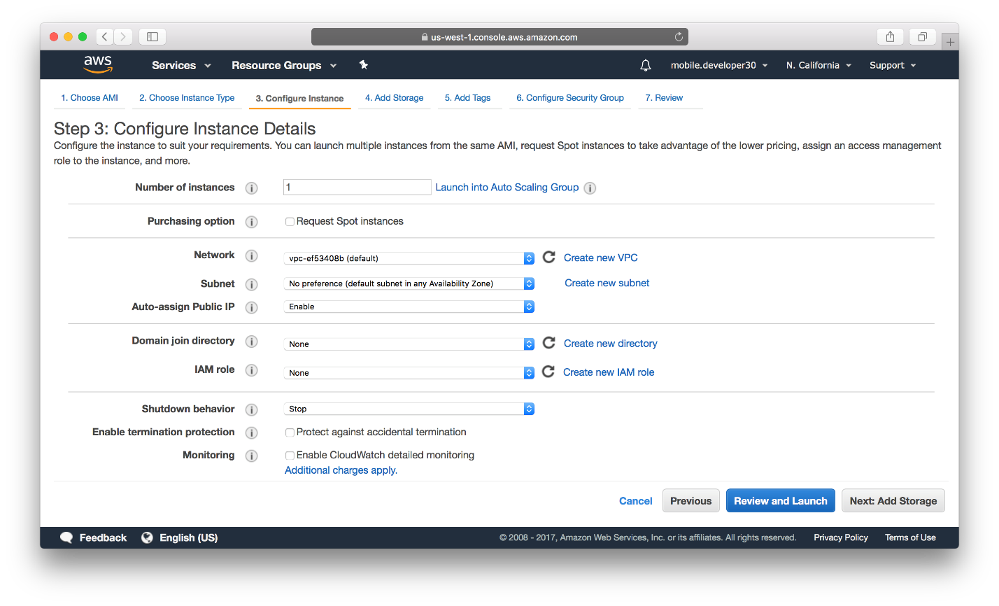 us-west-1.console.aws.amazon.com
aws Services Resource Groups mobile.developer30 N. California Support
1. Choose AMI 2. Choose Instance Type 3. Configure Instance 4. Add Storage 5. Add Tags 6. Configure Security Group 7. Review
Step 3: Configure Instance Details
Configure the instance to suit your requirements. You can launch multiple instances from the same AMI, request Spot instances to take advantage of the lower pricing, assign an access management
role to the instance, and more.
Number of instances i 1 Launch into Auto Scaling Group i
Purchasing option i Request Spot instances
Network i vpc-ef53408b (default) Create new VPC
Subnet i No preference (default subnet in any Availability Zone) Create new subnet
Auto-assign Public IP i Enable
Domain join directory i None Create new directory
IAM role i None Create new IAM role
Shutdown behavior i Stop
Enable termination protection i Protect against accidental termination
Monitoring i Enable CloudWatch detailed monitoring
Additional charges apply.
Cancel Previous Review and Launch Next: Add Storage
Feedback English (US) © 2008 - 2017, Amazon Web Services, Inc. or its affiliates. All rights reserved. Privacy Policy Terms of Use